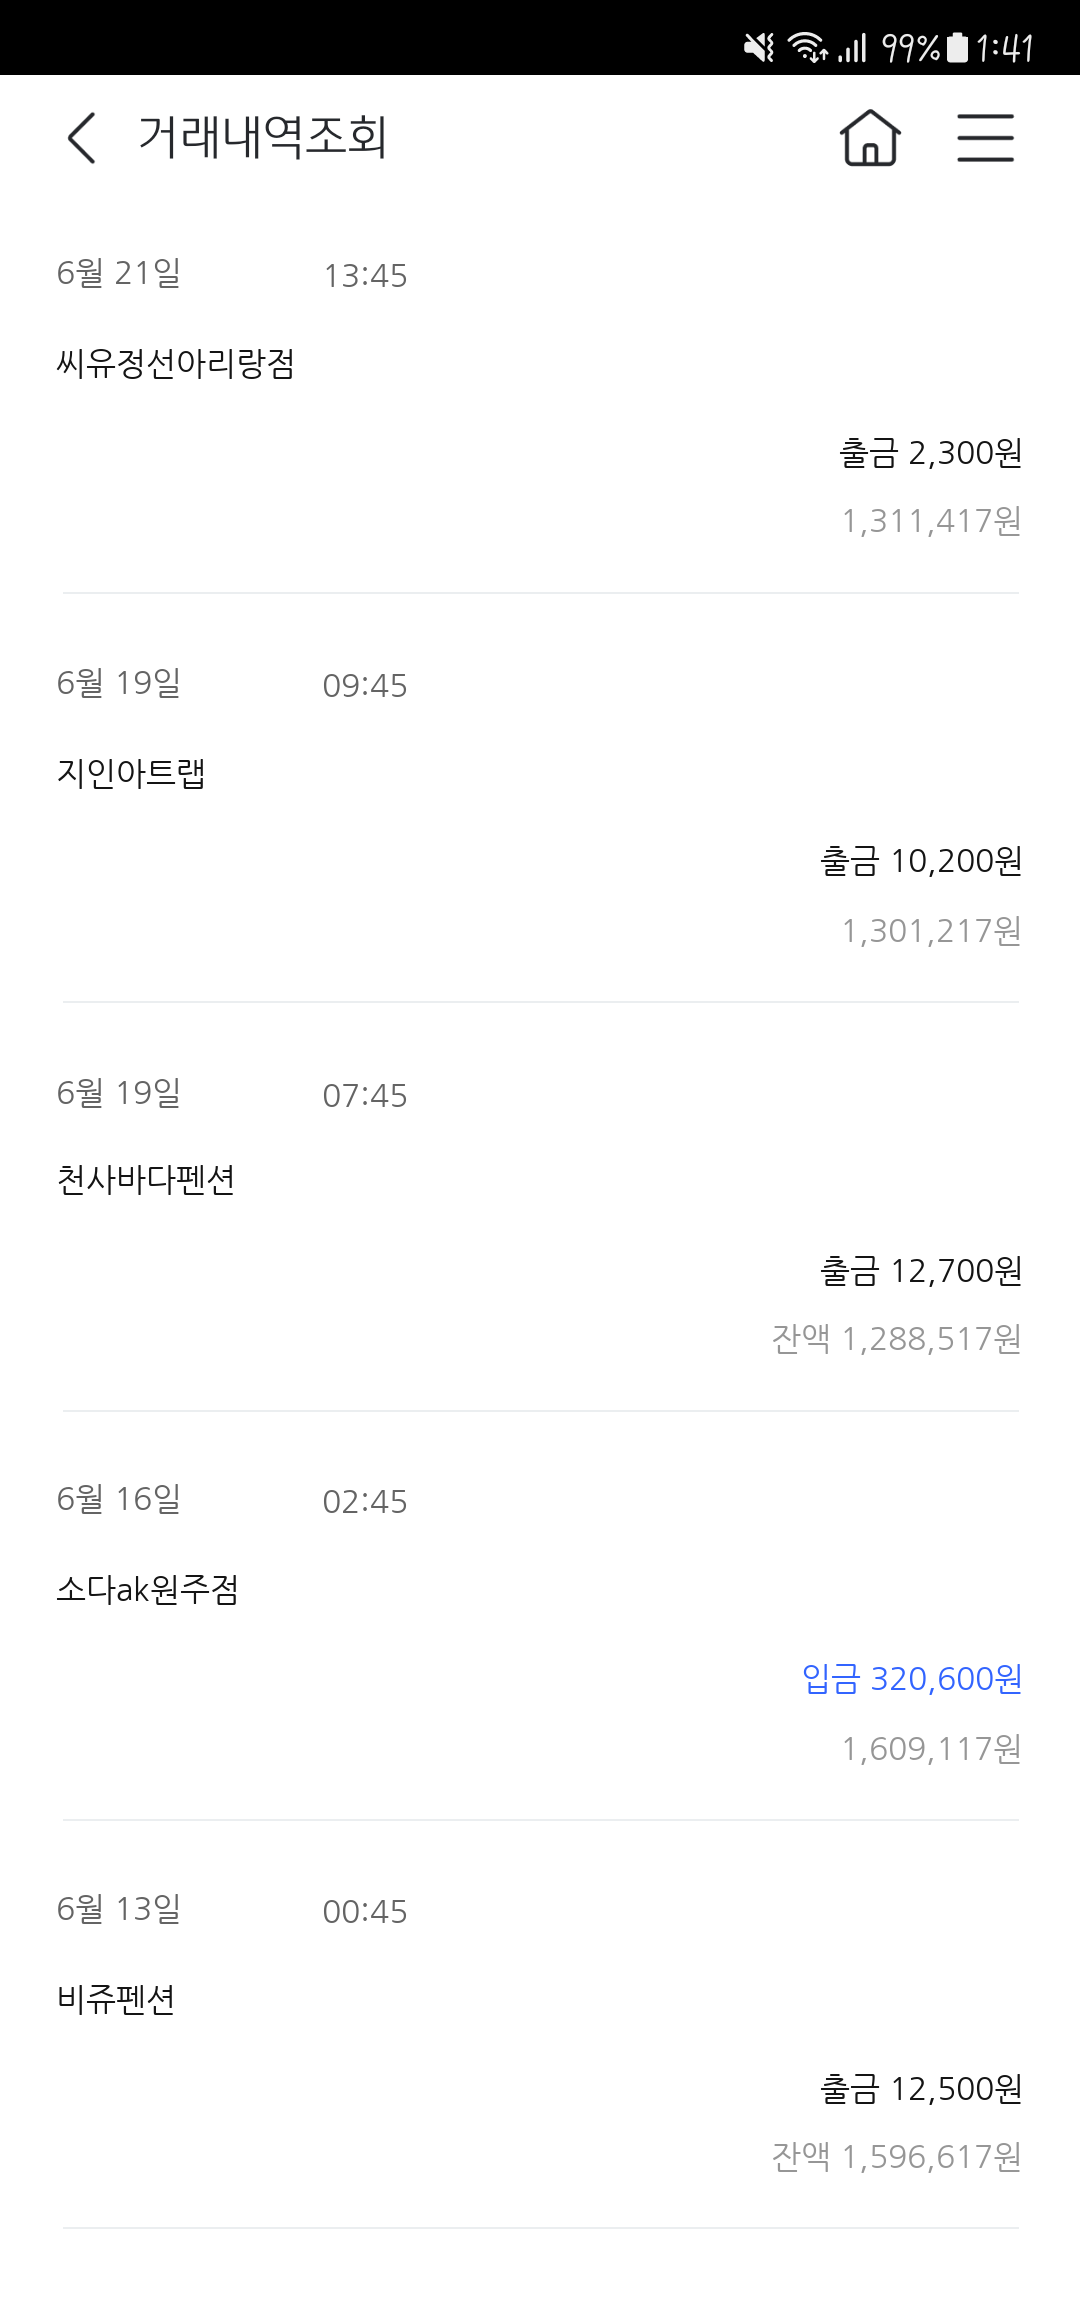 99% 1:41
거래내역조회
6월 21일 13:45
씨유정선아리랑점
출금 2,300원
1,311,417원
6월 19일 09:45
지인아트랩
출금 10,200원
1,301,217원
6월 19일 07:45
천사바다펜션
출금 12,700원
잔액 1,288,517원
6월 16일 02:45
소다ak원주점
입금 320,600원
1,609,117원
6월 13일 00:45
비쥬펜션
출금 12,500원
잔액 1,596,617원